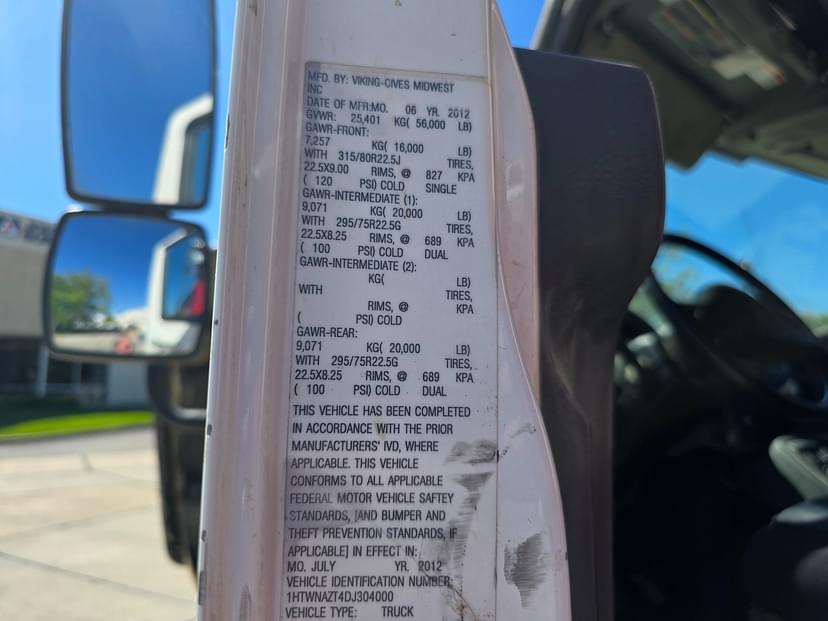 MFD. BY: VIKING-CIVES MIDWEST
INC
DATE OF MFR:MO. 06 YR. 2012
GVWR: 25,401 KG( 56,000 LB)
GAWR-FRONT:
7,257 KG( 16,000 LB)
WITH 315/80R22.5J TIRES,
22.5X9.00 RIMS, @ 827 KPA
( 120 PSI) COLD SINGLE
GAWR-INTERMEDIATE (1):
9,071 KG( 20,000 LB)
WITH 295/75R22.5G TIRES,
22.5X8.25 RIMS, @ 689 KPA
( 100 PSI) COLD DUAL
GAWR-INTERMEDIATE (2):
KG( LB)
WITH TIRES,
RIMS, @ KPA
( PSI) COLD
GAWR-REAR:
9,071 KG( 20,000 LB)
WITH 295/75R22.5G TIRES,
22.5X8.25 RIMS, @ 689 KPA
( 100 PSI) COLD DUAL
THIS VEHICLE HAS BEEN COMPLETED
IN ACCORDANCE WITH THE PRIOR
MANUFACTURERS' IVD, WHERE
APPLICABLE. THIS VEHICLE
CONFORMS TO ALL APPLICABLE
FEDERAL MOTOR VEHICLE SAFTEY
STANDARDS, [AND BUMPER AND
THEFT PREVENTION STANDARDS, IF
APPLICABLE] IN EFFECT IN:
MO. JULY YR. 2012
VEHICLE IDENTIFICATION NUMBER:
1HTWNAZT4DJ304000
VEHICLE TYPE: TRUCK